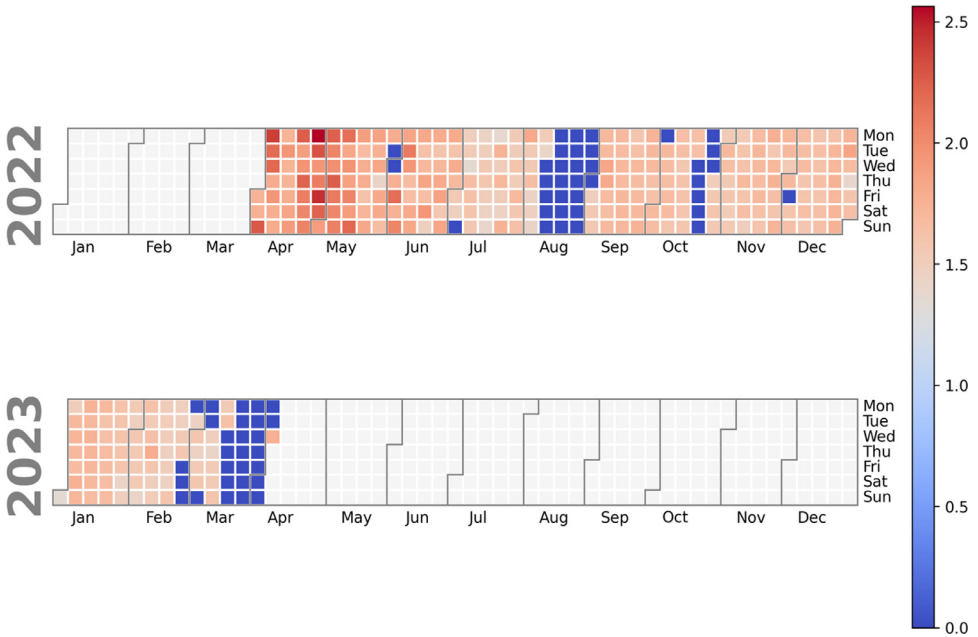 2022
Mon
Tue
Wed
Thu
Fri
Sat
Sun
Jan Feb Mar Apr May Jun Jul Aug Sep Oct Nov Dec
2023
Mon
Tue
Wed
Thu
Fri
Sat
Sun
Jan Feb Mar Apr May Jun Jul Aug Sep Oct Nov Dec
2.5
2.0
1.5
1.0
0.5
0.0